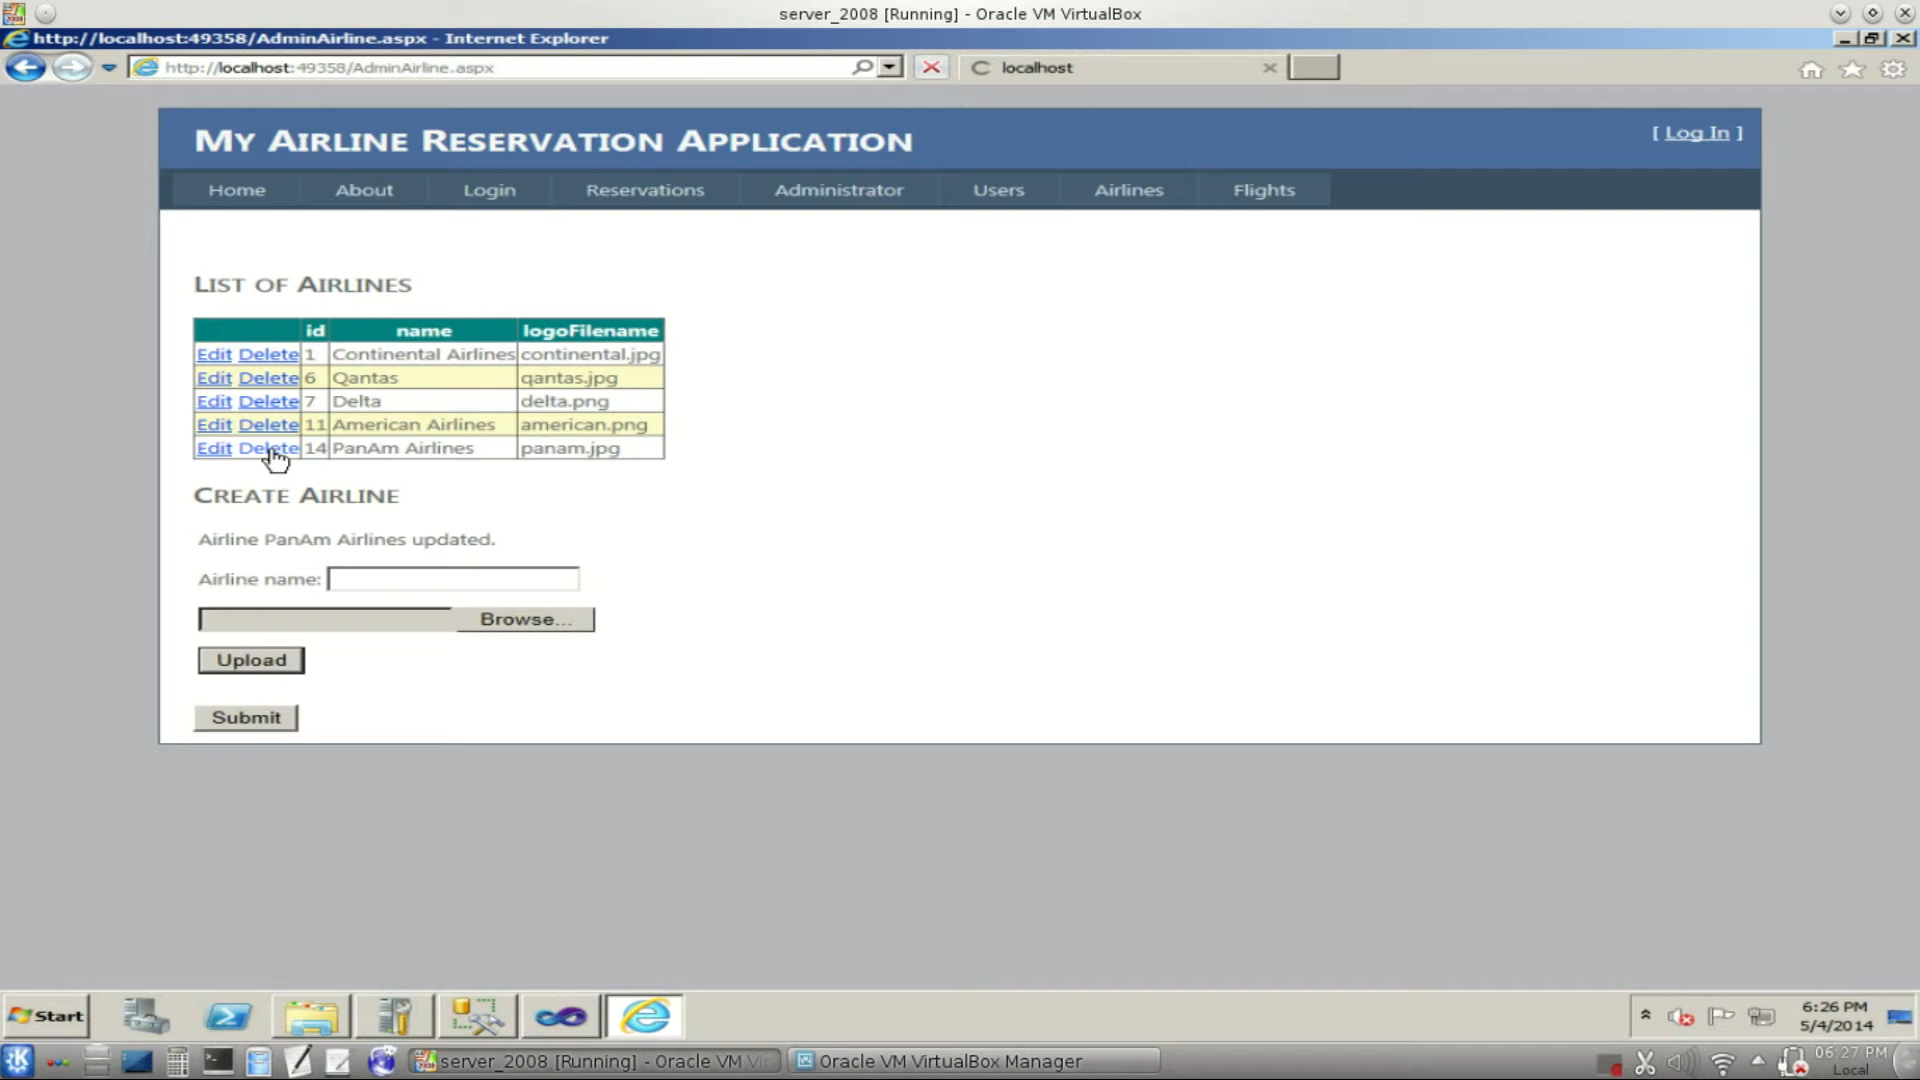 server_2008 [Running] - Oracle VM VirtualBox
http://localhost:49358/AdminAirline.aspx - Internet Explorer
http://localhost:49358/AdminAirline.aspx
localhost
MY AIRLINE RESERVATION APPLICATION
[ Log In ]
Home About Login Reservations Administrator Users Airlines Flights
LIST OF AIRLINES
id name logoFilename
Edit Delete 1 Continental Airlines continental.jpg
Edit Delete 6 Qantas qantas.jpg
Edit Delete 7 Delta delta.png
Edit Delete 11 American Airlines american.png
Edit Delete 14 PanAm Airlines panam.jpg
CREATE AIRLINE
Airline PanAm Airlines updated.
Airline name:
Browse...
Upload
Submit
Start
6:26 PM
5/4/2014
server_2008 [Running] - Oracle VM Vi
Oracle VM VirtualBox Manager
06:27 PM
Local